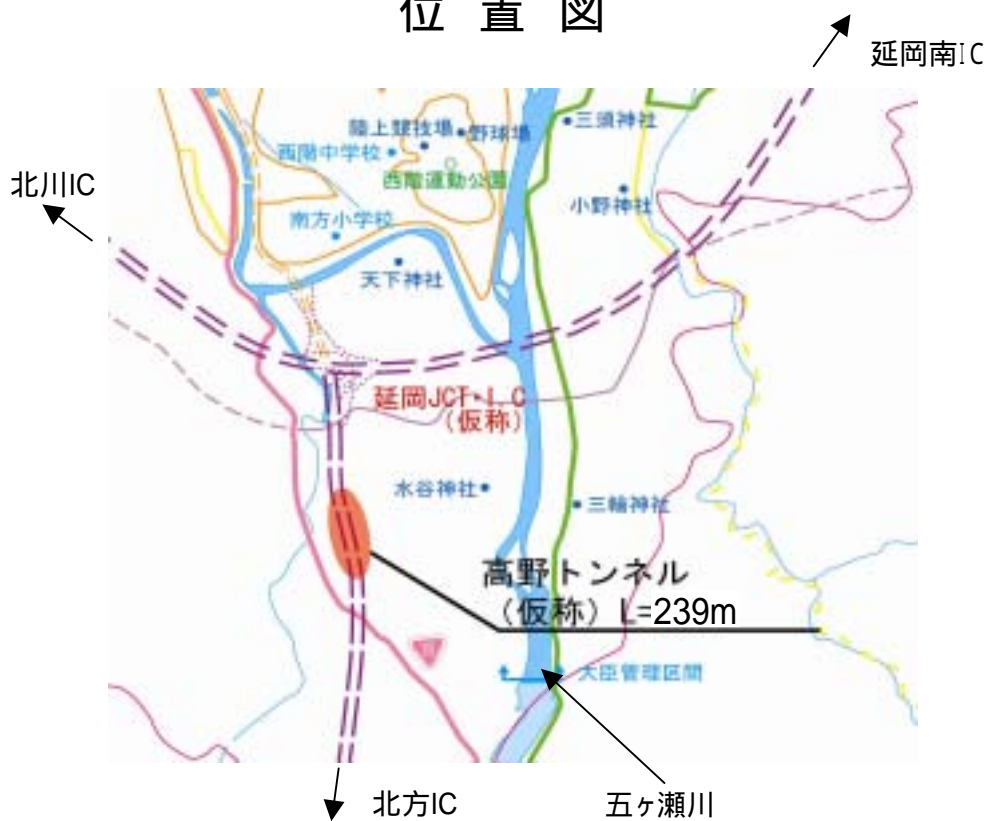 位 置 図
延岡南IC
陸上競技場
野球場
三須神社
西階中学校
西階運動公園
北川IC
小野神社
南方小学校
天下神社
延岡JCT・I.C
(仮称)
水谷神社
三輪神社
高野トンネル
(仮称) L=239m
大臣管理区間
北方IC
五ヶ瀬川